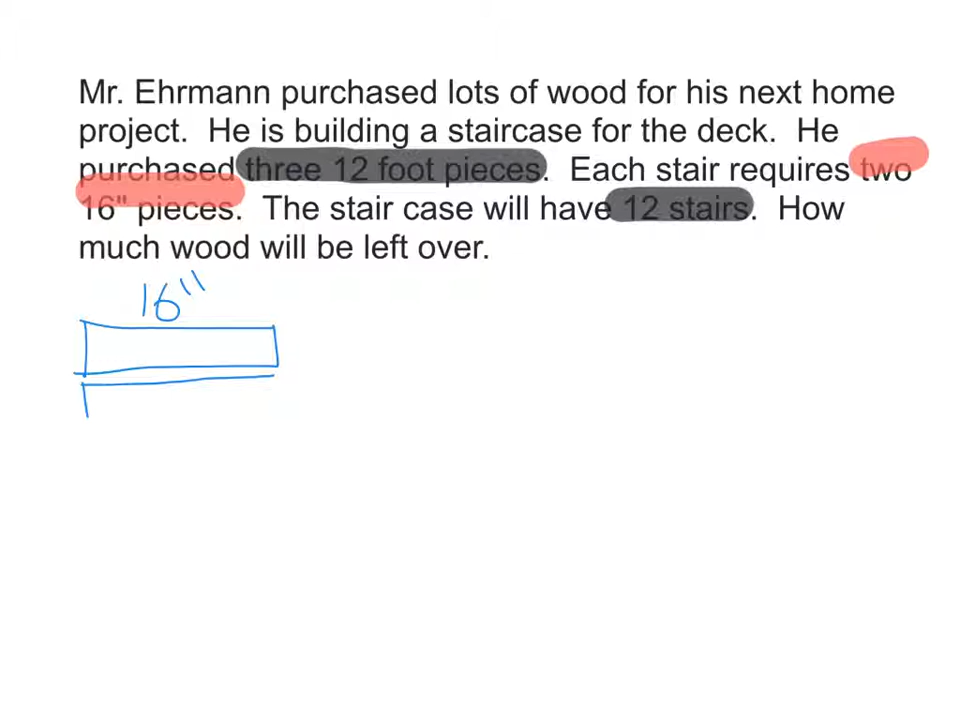 Mr. Ehrmann purchased lots of wood for his next home
project.  He is building a staircase for the deck.  He
purchased three 12 foot pieces.  Each stair requires two
16" pieces.  The stair case will have 12 stairs.  How
much wood will be left over.
16"